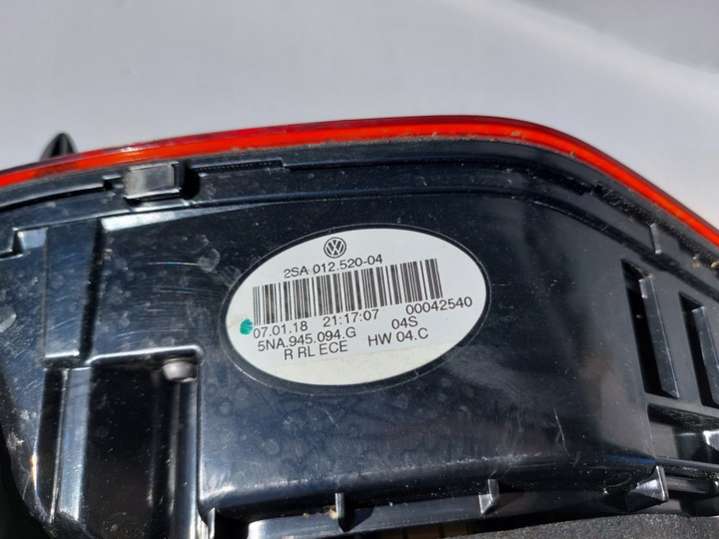 2SA 012.520-04
07.01.18 21:17:07 00042540
5NA.945.094.G 04S
R RL ECE HW 04.C